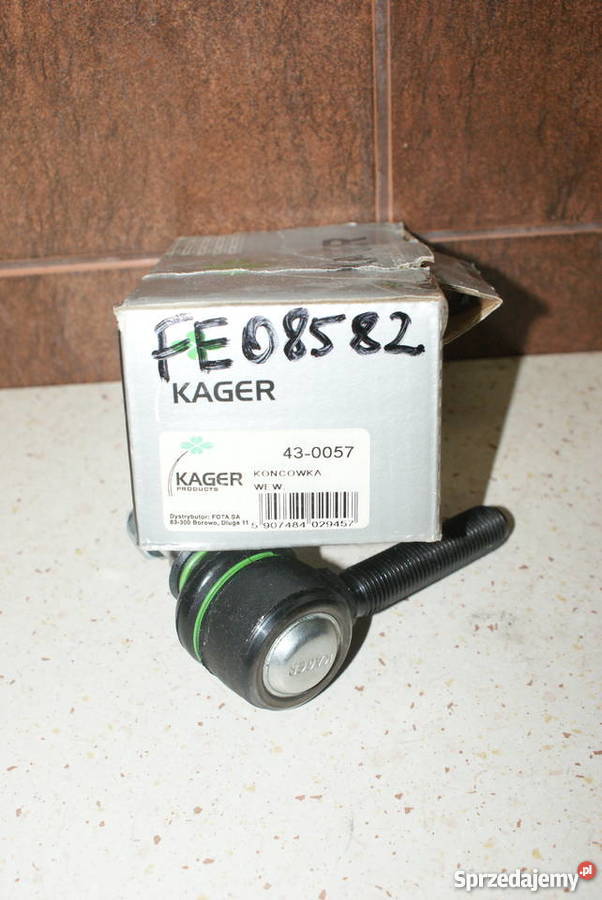 FE08582
KAGER
43-0057
KAGER
PRODUCTS
KONCOWKA
WEW.
Dystrybutor: FOTA SA
83-300 Borowo, Długa 11
5 907484 029457
KAGER
Sprzedajemy.pl